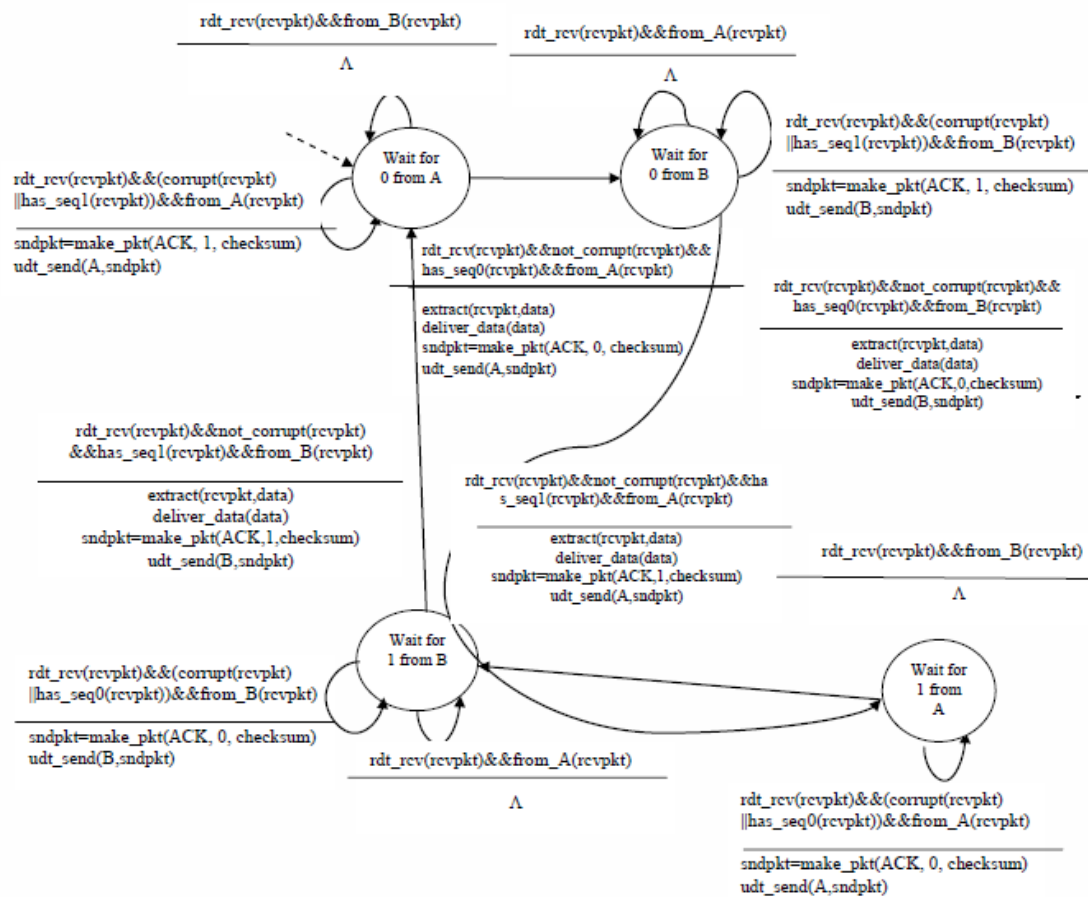 rdt_rcv(rcvpkt)&&from_B(rcvpkt)
Λ
rdt_rcv(rcvpkt)&&from_A(rcvpkt)
Λ
Wait for
0 from A
Wait for
0 from B
rdt_rcv(rcvpkt)&&(corrupt(rcvpkt)
||has_seq1(rcvpkt))&&from_B(rcvpkt)
sndpkt=make_pkt(ACK, 1, checksum)
udt_send(B,sndpkt)
rdt_rcv(rcvpkt)&&(corrupt(rcvpkt)
||has_seq1(rcvpkt))&&from_A(rcvpkt)
sndpkt=make_pkt(ACK, 1, checksum)
udt_send(A,sndpkt)
rdt_rcv(rcvpkt)&&not_corrupt(rcvpkt)&&
has_seq0(rcvpkt)&&from_A(rcvpkt)
extract(rcvpkt,data)
deliver_data(data)
sndpkt=make_pkt(ACK, 0, checksum)
udt_send(A,sndpkt)
rdt_rcv(rcvpkt)&&not_corrupt(rcvpkt)&&
has_seq0(rcvpkt)&&from_B(rcvpkt)
extract(rcvpkt,data)
deliver_data(data)
sndpkt=make_pkt(ACK,0,checksum)
udt_send(B,sndpkt)
rdt_rcv(rcvpkt)&&not_corrupt(rcvpkt)
&&has_seq1(rcvpkt)&&from_B(rcvpkt)
extract(rcvpkt,data)
deliver_data(data)
sndpkt=make_pkt(ACK,1,checksum)
udt_send(B,sndpkt)
rdt_rcv(rcvpkt)&&not_corrupt(rcvpkt)&&ha
s_seq1(rcvpkt)&&from_A(rcvpkt)
extract(rcvpkt,data)
deliver_data(data)
sndpkt=make_pkt(ACK,1,checksum)
udt_send(A,sndpkt)
rdt_rcv(rcvpkt)&&from_B(rcvpkt)
Λ
Wait for
1 from B
Wait for
1 from
A
rdt_rcv(rcvpkt)&&(corrupt(rcvpkt)
||has_seq0(rcvpkt))&&from_B(rcvpkt)
sndpkt=make_pkt(ACK, 0, checksum)
udt_send(B,sndpkt)
rdt_rcv(rcvpkt)&&from_A(rcvpkt)
Λ
rdt_rcv(rcvpkt)&&(corrupt(rcvpkt)
||has_seq0(rcvpkt))&&from_A(rcvpkt)
sndpkt=make_pkt(ACK, 0, checksum)
udt_send(A,sndpkt)